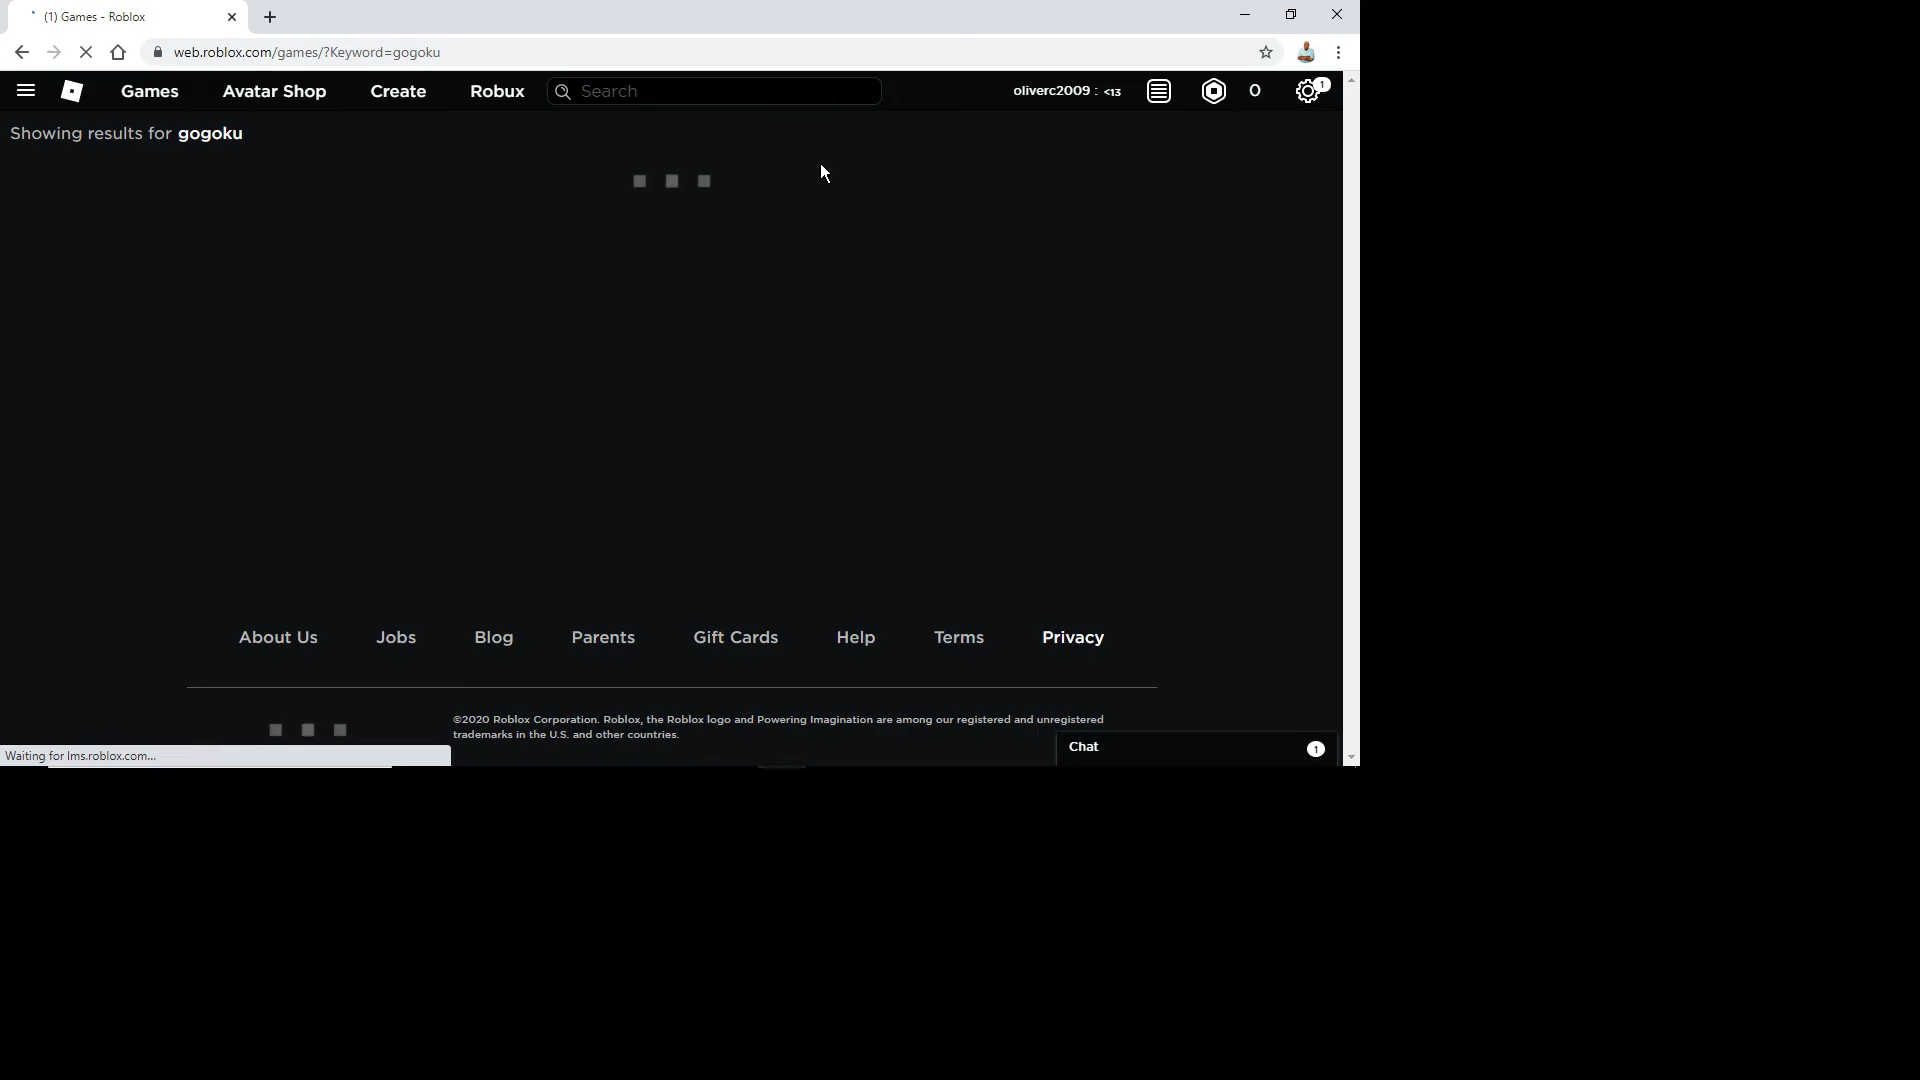 (1) Games - Roblox
web.roblox.com/games/?Keyword=gogoku
Games Avatar Shop Create Robux Search oliverc2009 : <13 0 1
Showing results for gogoku
About Us Jobs Blog Parents Gift Cards Help Terms Privacy
©2020 Roblox Corporation. Roblox, the Roblox logo and Powering Imagination are among our registered and unregistered
trademarks in the U.S. and other countries.
Chat 1
Waiting for lms.roblox.com...